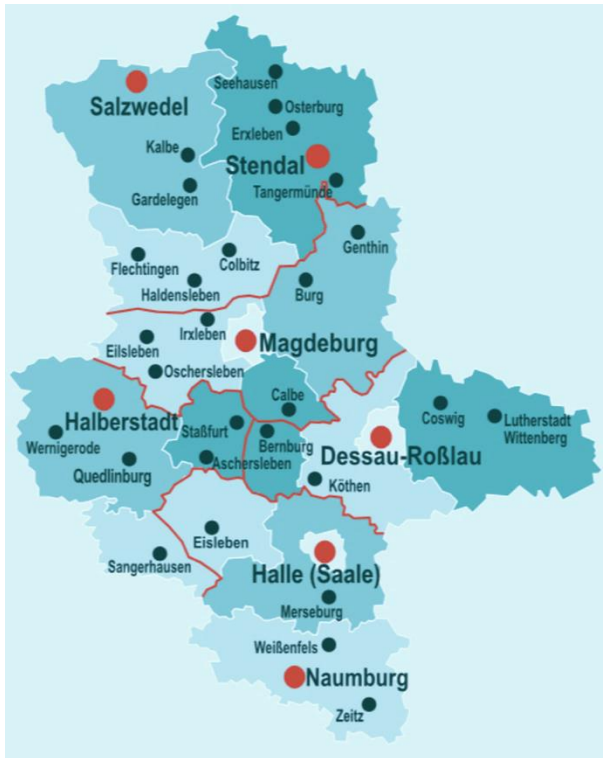 Seehausen
Salzwedel
Osterburg
Erxleben
Kalbe
Stendal
Gardelegen
Tangermünde
Genthin
Colbitz
Flechtingen
Haldensleben
Burg
Irxleben
Eilsleben
Magdeburg
Oschersleben
Calbe
Halberstadt
Coswig
Lutherstadt
Wittenberg
Staßfurt
Bernburg
Wernigerode
Dessau-Roßlau
Aschersleben
Quedlinburg
Köthen
Eisleben
Sangerhausen
Halle (Saale)
Merseburg
Weißenfels
Naumburg
Zeitz